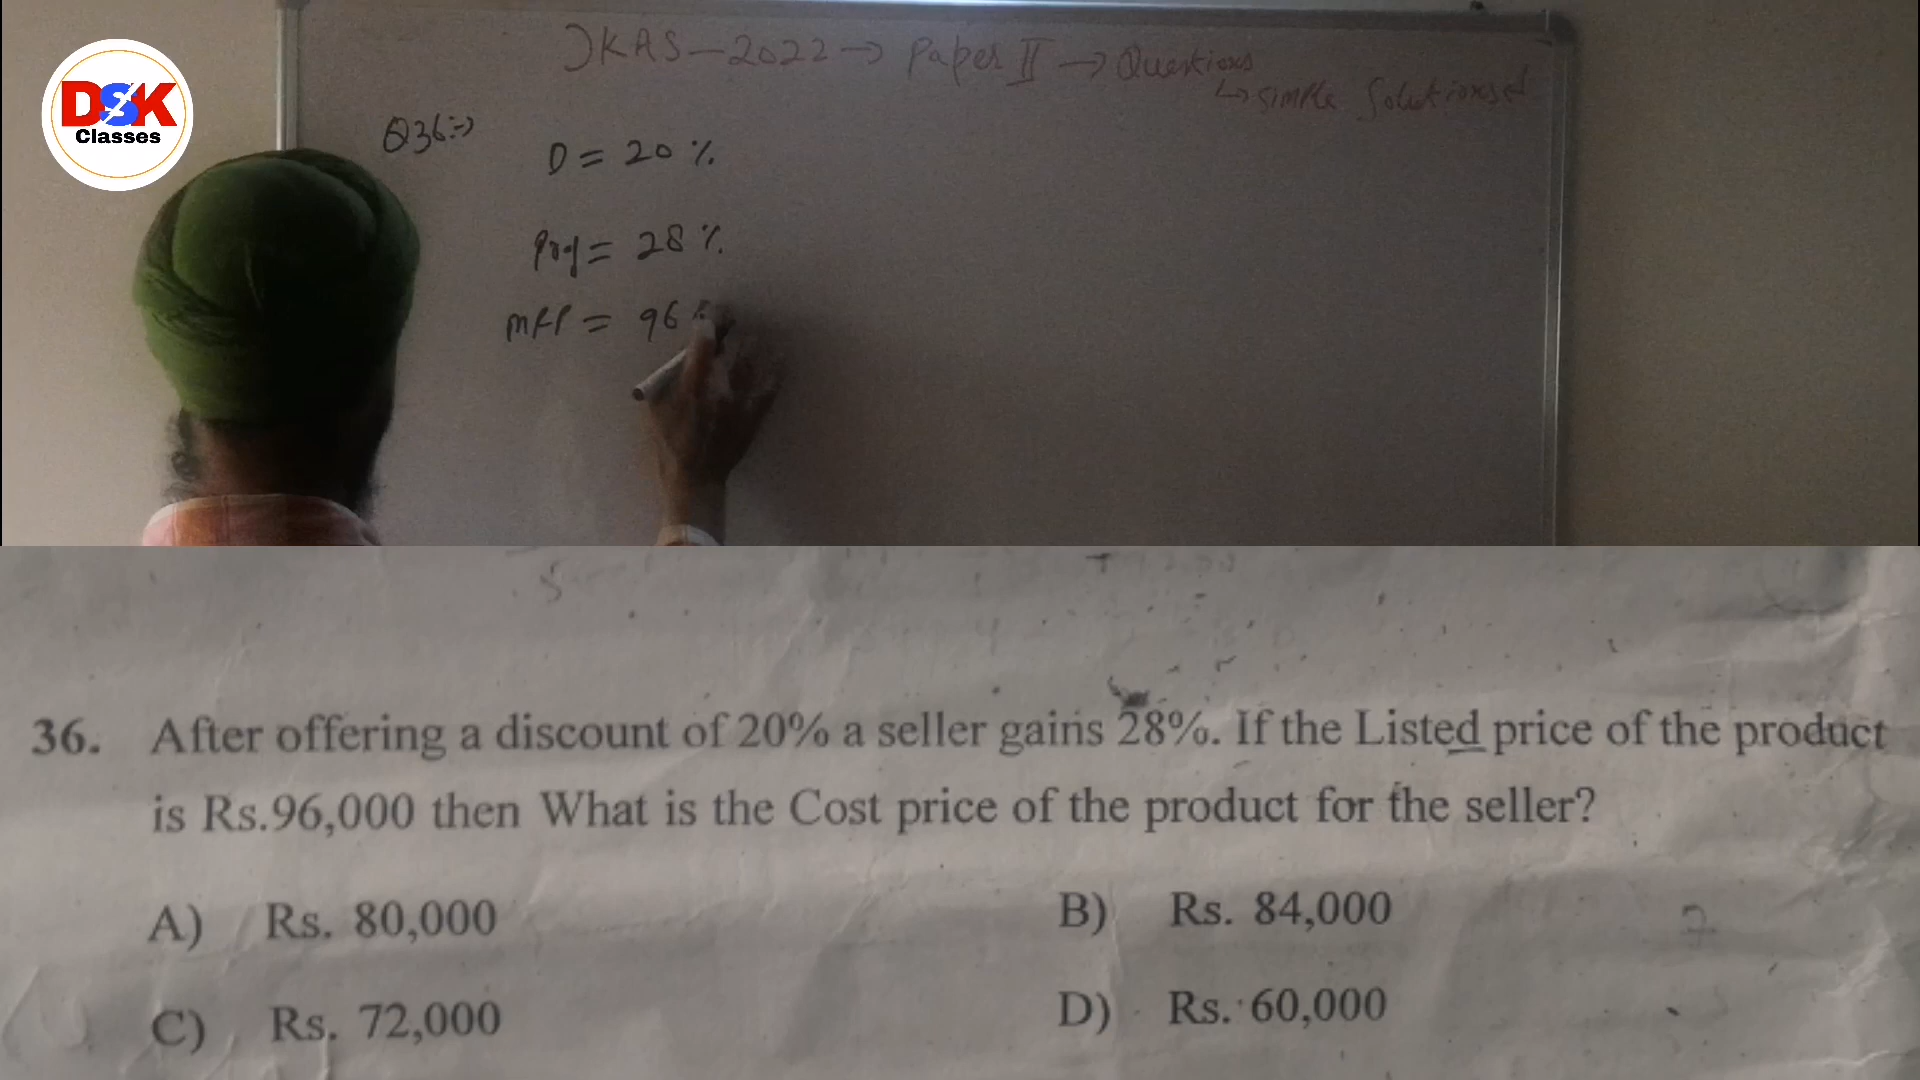 DSK
Classes
JKAS-2022 → Paper II → Questions
↳ simple Solutions
Q36:→
D = 20 %
Prof = 28 %
MRP = 96
36. After offering a discount of 20% a seller gains 28%. If the Listed price of the product
is Rs.96,000 then What is the Cost price of the product for the seller?
A) Rs. 80,000
B) Rs. 84,000
C) Rs. 72,000
D) Rs. 60,000